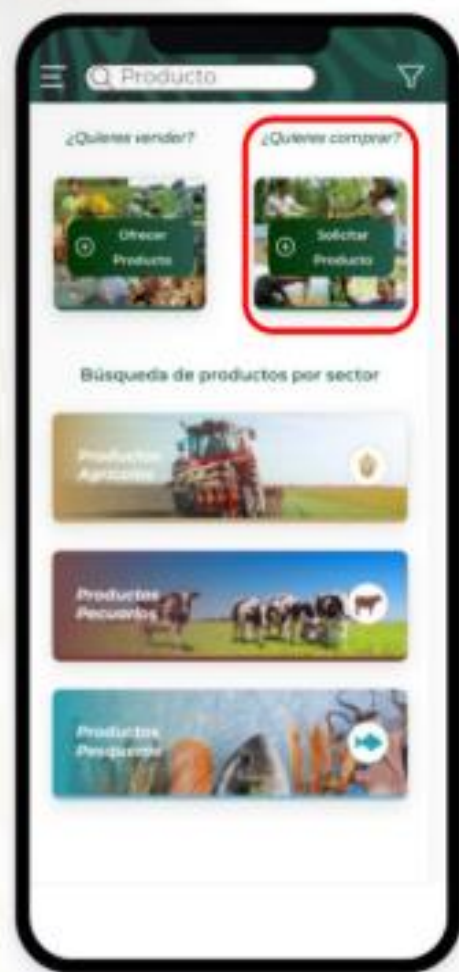 Producto
¿Quieres vender?
¿Quieres comprar?
Ofrecer
Producto
Solicitar
Producto
Búsqueda de productos por sector
Productos
Agrícolas
Productos
Pecuarios
Productos
Pesqueros